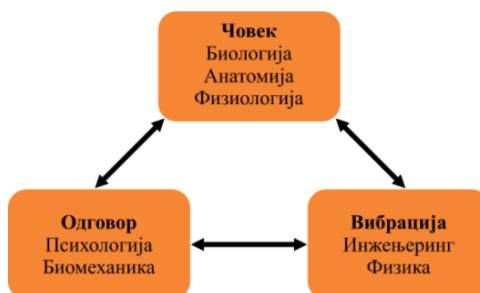 Човек
Биологија
Анатомија
Физиологија
Одговор
Психологија
Биомеханика
Вибрација
Инжењеринг
Физика